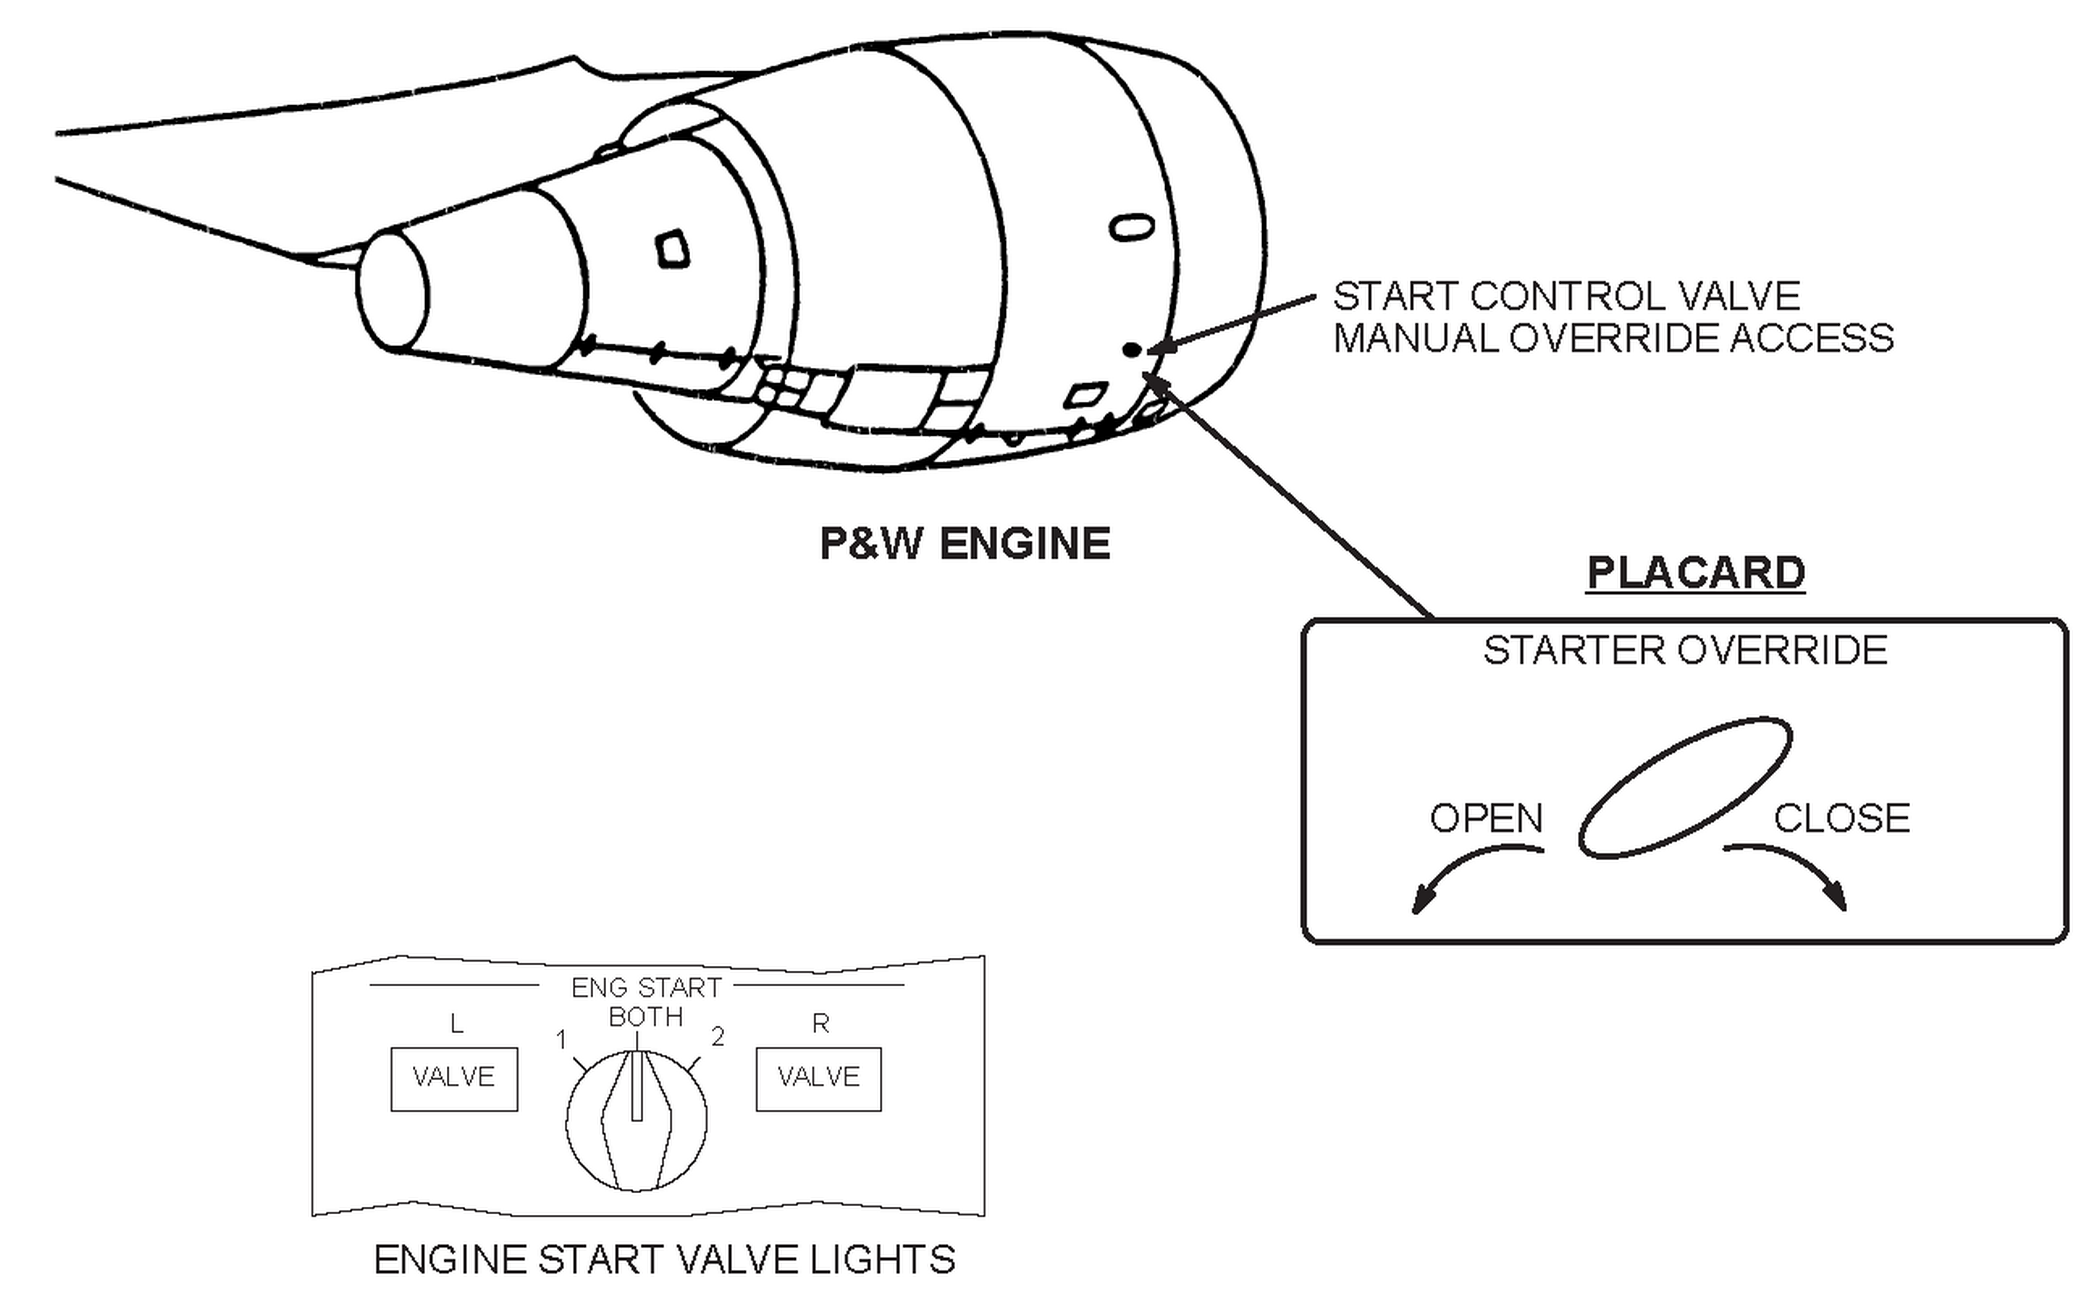 START CONTROL VALVE
MANUAL OVERRIDE ACCESS
P&W ENGINE
PLACARD
STARTER OVERRIDE
OPEN
CLOSE
ENG START
BOTH
L
1
2
R
VALVE
VALVE
ENGINE START VALVE LIGHTS